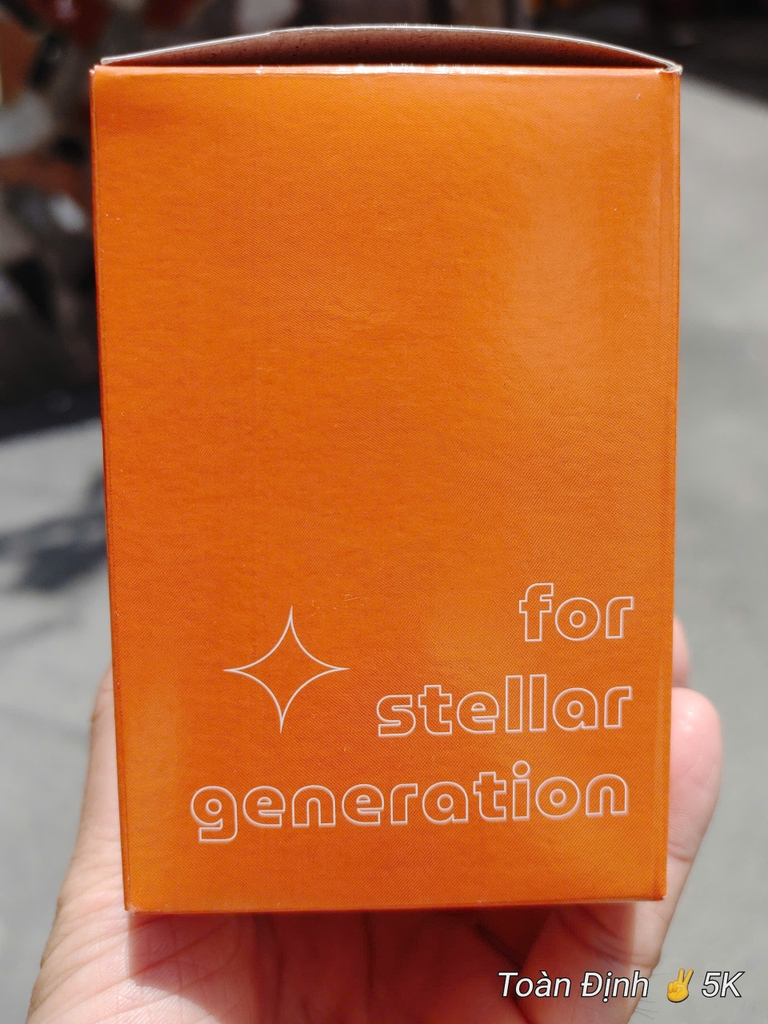 for
stellar
generation
Toàn Định ✌️ 5K